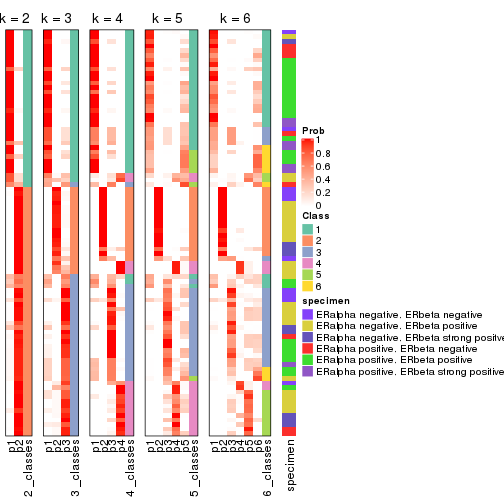 k = 2 k = 3 k = 4 k = 5 k = 6
Prob
1
0.8
0.6
0.4
0.2
0
Class
1
2
3
4
5
6
specimen
ERalpha negative. ERbeta negative
ERalpha negative. ERbeta positive
ERalpha negative. ERbeta strong positive
ERalpha positive. ERbeta negative
ERalpha positive. ERbeta positive
ERalpha positive. ERbeta strong positive
p1 p2 2_classes p1 p2 p3 3_classes p1 p2 p3 p4 4_classes p1 p2 p3 p4 p5 5_classes p1 p2 p3 p4 p5 p6 6_classes specimen